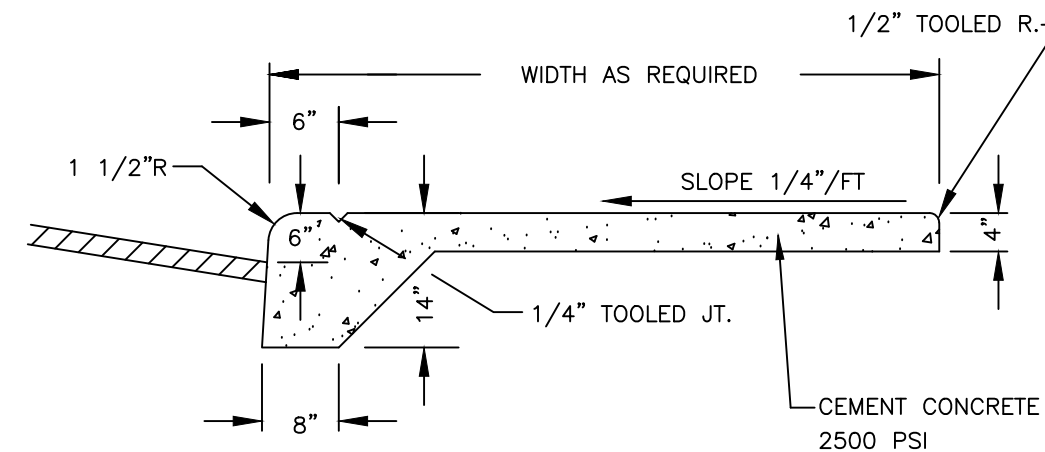 1/2" TOOLED R.
WIDTH AS REQUIRED
6"
1 1/2"R
SLOPE 1/4"/FT
6"
4"
14"
1/4" TOOLED JT.
8"
CEMENT CONCRETE
2500 PSI